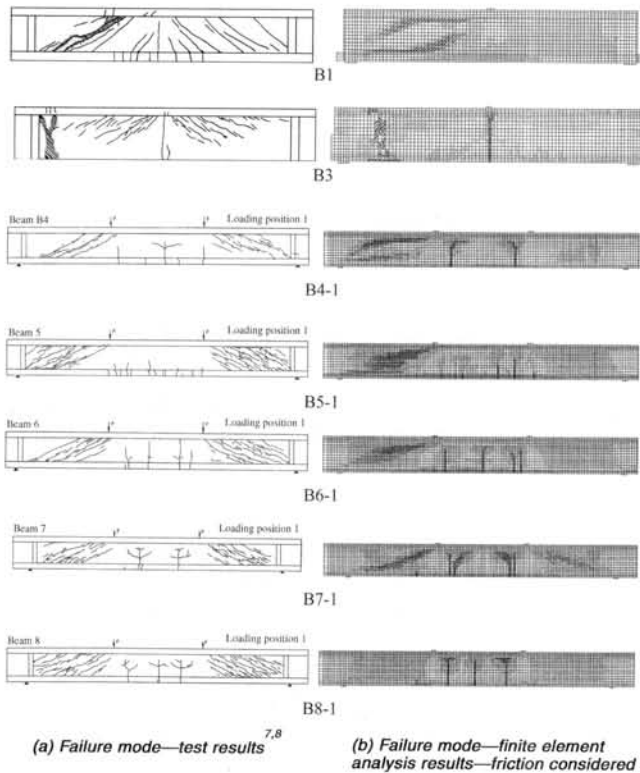 B1
B3
Beam B4
P
P
Loading position 1
B4-1
Beam 5
P
P
Loading position 1
B5-1
Beam 6
P
P
Loading position 1
B6-1
Beam 7
P
P
Loading position 1
B7-1
Beam 8
P
P
Loading position 1
B8-1
(a) Failure mode—test results 7,8
(b) Failure mode—finite element
analysis results—friction considered